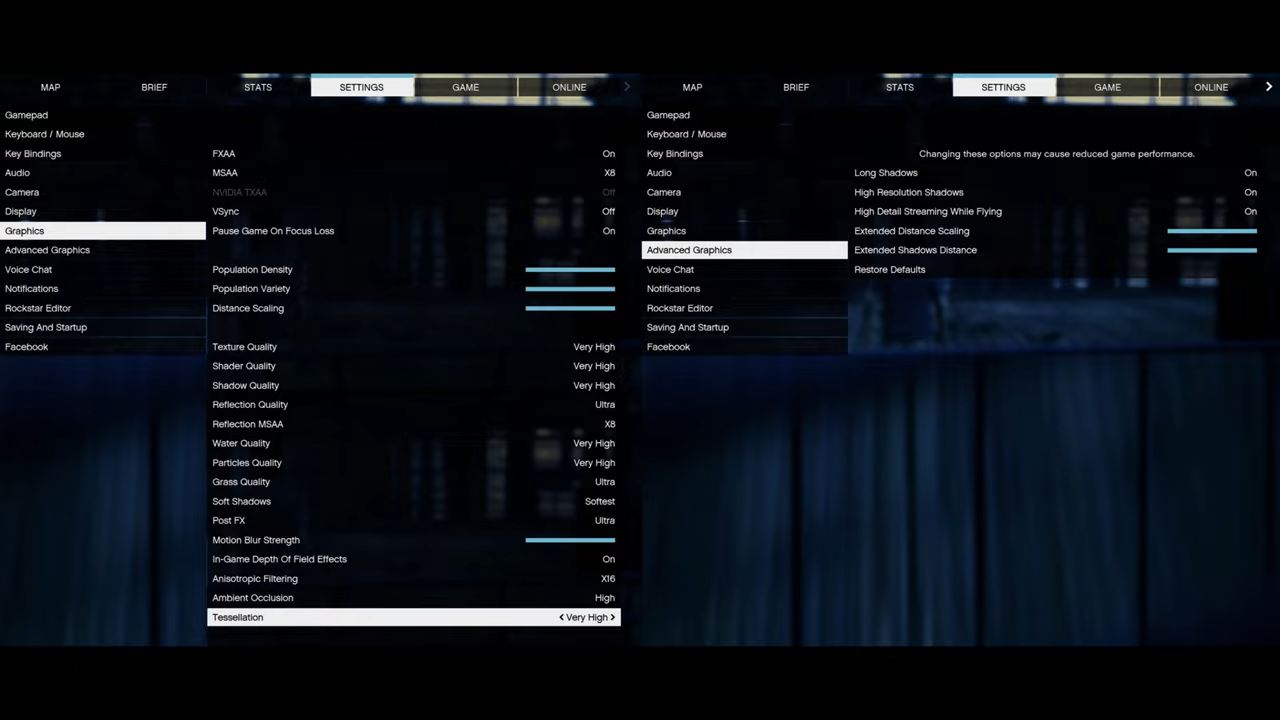 MAP BRIEF STATS SETTINGS GAME ONLINE
Gamepad
Keyboard / Mouse
Key Bindings
Audio
Camera
Display
Graphics
Advanced Graphics
Voice Chat
Notifications
Rockstar Editor
Saving And Startup
Facebook
FXAA On
MSAA X8
NVIDIA TXAA Off
VSync Off
Pause Game On Focus Loss On
Population Density
Population Variety
Distance Scaling
Texture Quality Very High
Shader Quality Very High
Shadow Quality Very High
Reflection Quality Ultra
Reflection MSAA X8
Water Quality Very High
Particles Quality Very High
Grass Quality Ultra
Soft Shadows Softest
Post FX Ultra
Motion Blur Strength
In-Game Depth Of Field Effects On
Anisotropic Filtering X16
Ambient Occlusion High
Tessellation < Very High >
MAP BRIEF STATS SETTINGS GAME ONLINE
Gamepad
Keyboard / Mouse
Key Bindings
Audio
Camera
Display
Graphics
Advanced Graphics
Voice Chat
Notifications
Rockstar Editor
Saving And Startup
Facebook
Changing these options may cause reduced game performance.
Long Shadows On
High Resolution Shadows On
High Detail Streaming While Flying On
Extended Distance Scaling
Extended Shadows Distance
Restore Defaults